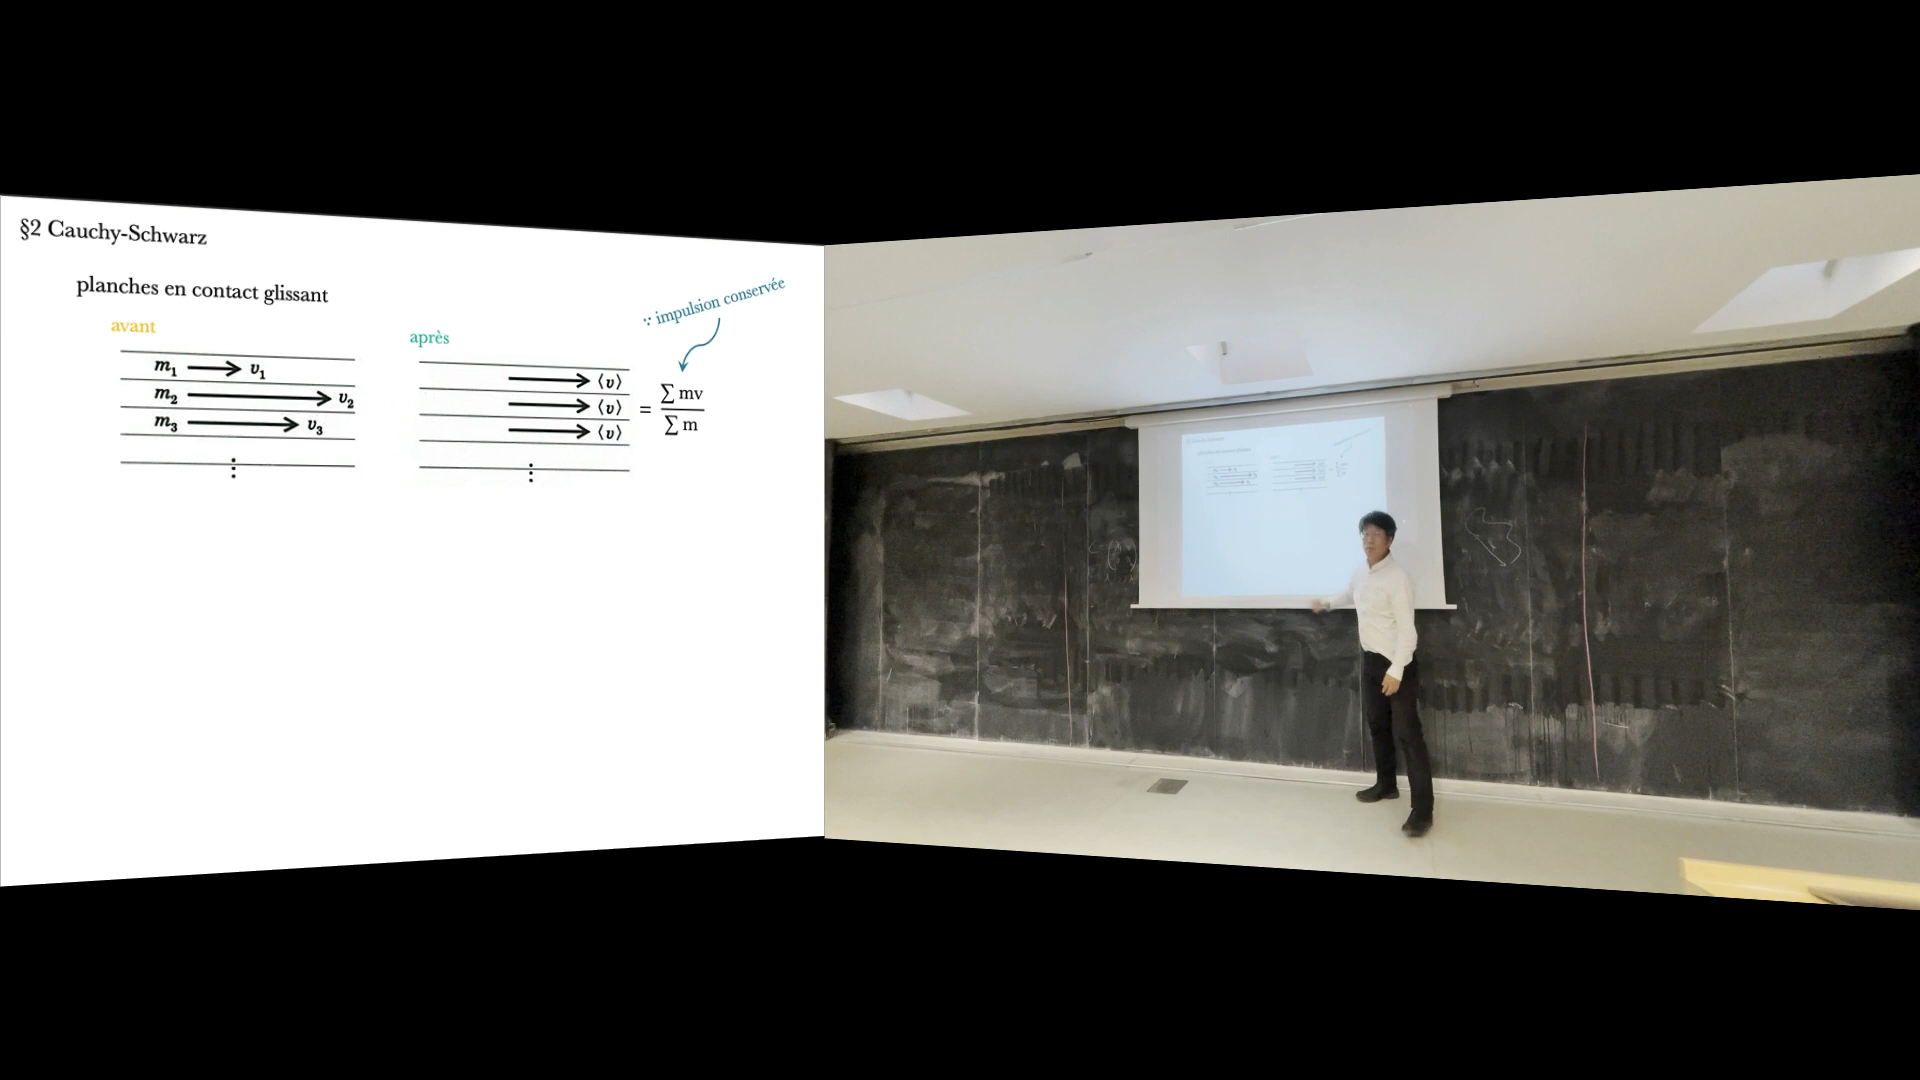 §2 Cauchy-Schwarz
planches en contact glissant
∵ impulsion conservée
avant
après
m₁ v₁
m₂ v₂
m₃ v₃
⋮
⟨v⟩
⟨v⟩
⟨v⟩
⋮
= ∑ mv / ∑ m